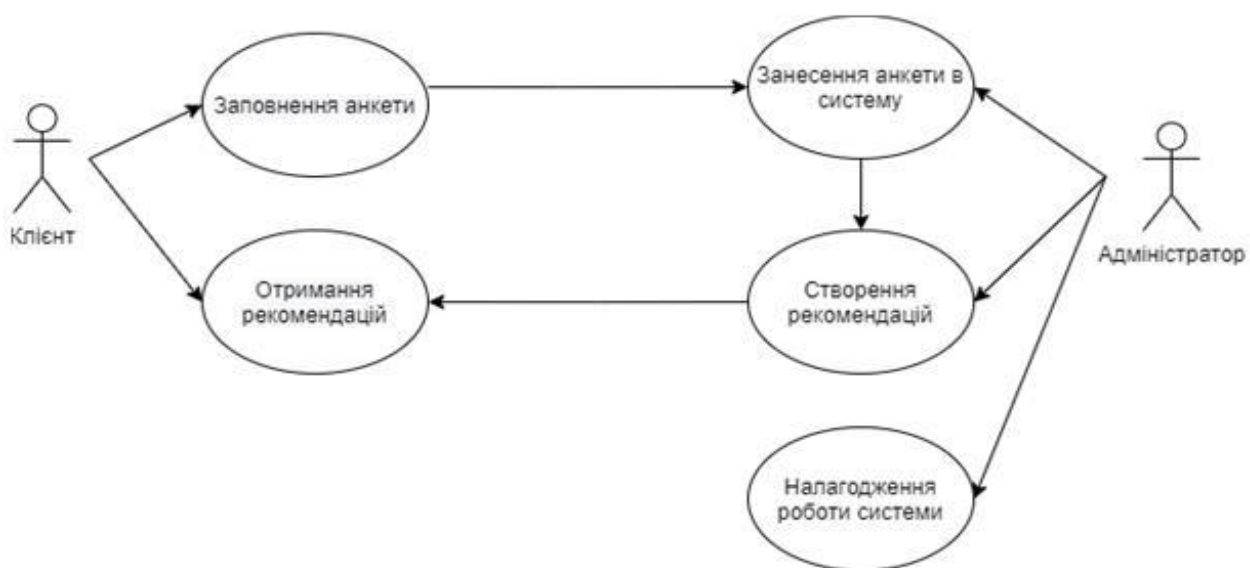 Заповнення анкети
Занесення анкети в
систему
Клієнт
Адміністратор
Отримання
рекомендацій
Створення
рекомендацій
Налагодження
роботи системи